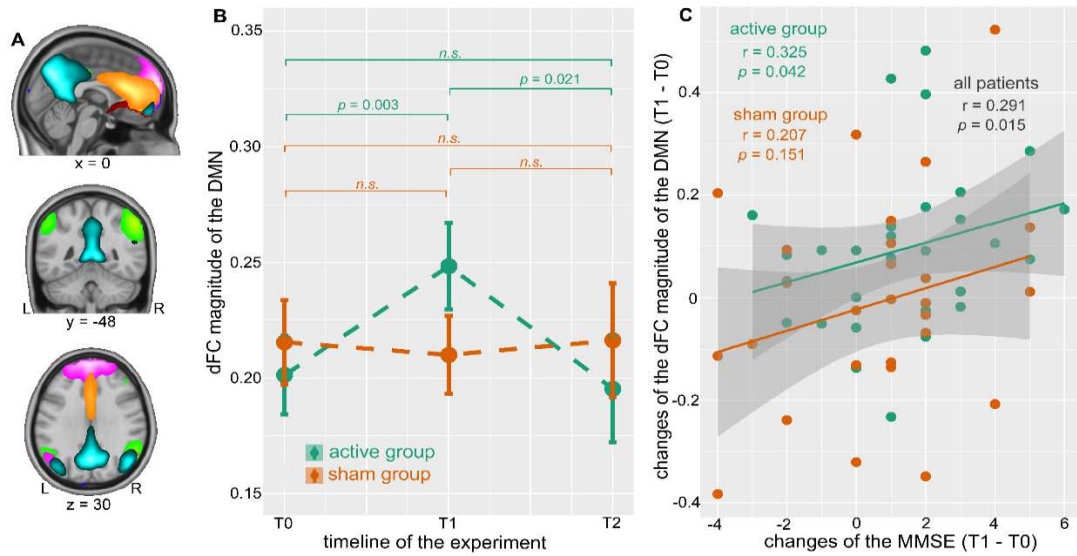 A
x = 0
L R
y = -48
L R
z = 30
B
dFC magnitude of the DMN
0.35
0.30
0.25
0.20
0.15
n.s.
p = 0.003
p = 0.021
n.s.
n.s.
n.s.
active group
sham group
T0 T1 T2
timeline of the experiment
C
changes of the dFC magnitude of the DMN (T1 - T0)
0.4
0.2
0
-0.2
-0.4
active group
r = 0.325
p = 0.042
sham group
r = 0.207
p = 0.151
all patients
r = 0.291
p = 0.015
-4 -2 0 2 4 6
changes of the MMSE (T1 - T0)